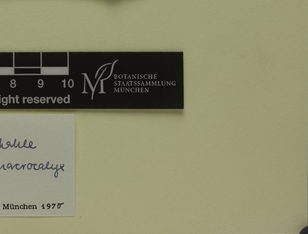 8 9 10
ight reserved
BOTANISCHE
STAATSSAMMLUNG
MÜNCHEN
macrocalyx
München 1975